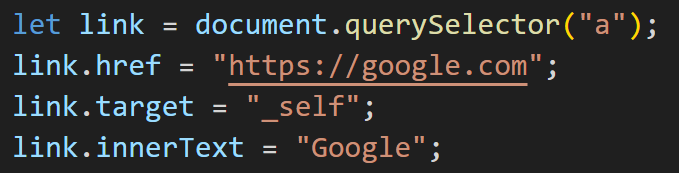 let link = document.querySelector("a");
link.href = "https://google.com";
link.target = "_self";
link.innerText = "Google";